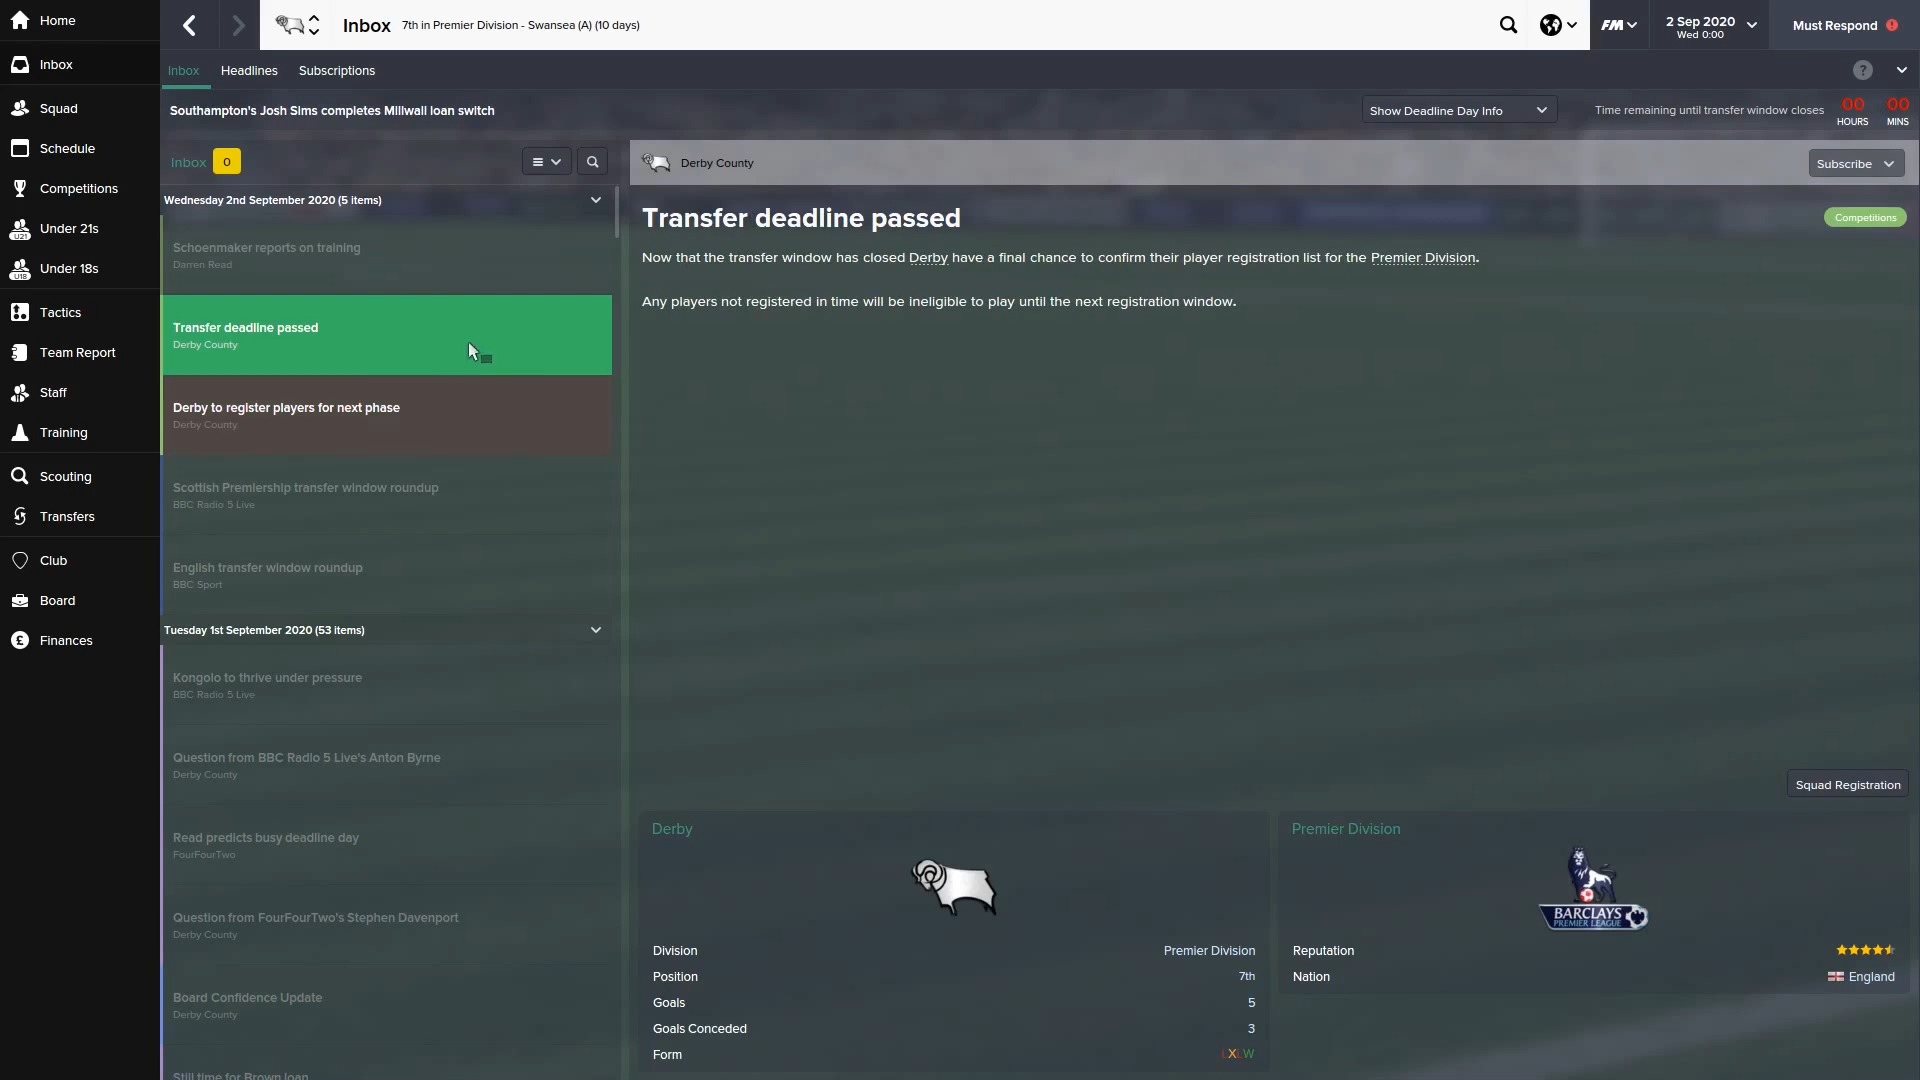 Home
Inbox
Squad
Schedule
Competitions
U21
Under 21s
U18
Under 18s
Tactics
Team Report
Staff
Training
Scouting
Transfers
Club
Board
£
Finances
Inbox
7th in Premier Division - Swansea (A) (10 days)
FM
2 Sep 2020
Wed 0:00
Must Respond
Inbox
Headlines
Subscriptions
?
Southampton's Josh Sims completes Millwall loan switch
Show Deadline Day Info
Time remaining until transfer window closes
00
HOURS
00
MINS
Inbox
0
Wednesday 2nd September 2020 (5 items)
Schoenmaker reports on training
Darren Read
Transfer deadline passed
Derby County
Derby to register players for next phase
Derby County
Scottish Premiership transfer window roundup
BBC Radio 5 Live
English transfer window roundup
BBC Sport
Tuesday 1st September 2020 (53 items)
Kongolo to thrive under pressure
BBC Radio 5 Live
Question from BBC Radio 5 Live's Anton Byrne
Derby County
Read predicts busy deadline day
FourFourTwo
Question from FourFourTwo's Stephen Davenport
Derby County
Board Confidence Update
Derby County
Still time for Brown loan
Derby County
Subscribe
Transfer deadline passed
Competitions
Now that the transfer window has closed Derby have a final chance to confirm their player registration list for the Premier Division.
Any players not registered in time will be ineligible to play until the next registration window.
Squad Registration
Derby
Division
Premier Division
Position
7th
Goals
5
Goals Conceded
3
Form
LXLW
Premier Division
BARCLAYS
PREMIER LEAGUE
Reputation
Nation
England